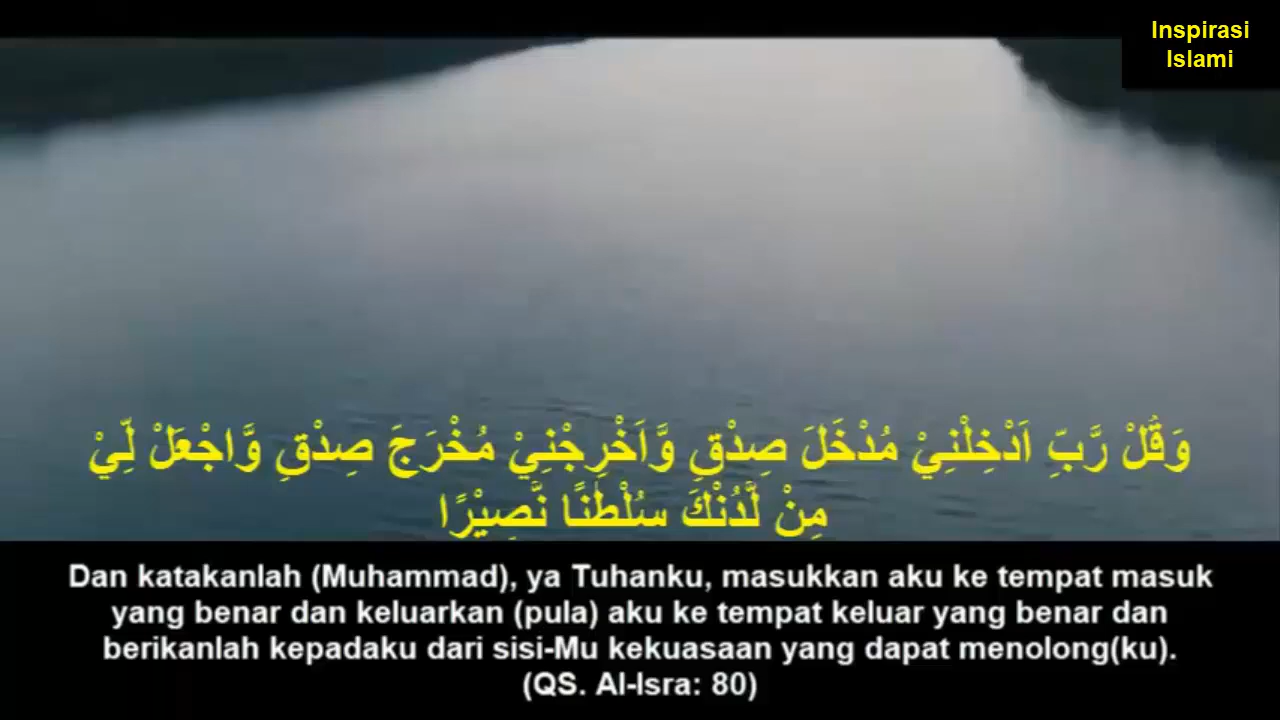 Inspirasi
Islami
وَقُلْ رَّبِّ اَدْخِلْنِيْ مُدْخَلَ صِدْقٍ وَّاَخْرِجْنِيْ مُخْرَجَ صِدْقٍ وَّاجْعَلْ لِّيْ
مِنْ لَّدُنْكَ سُلْطٰنًا نَّصِيْرًا
Dan katakanlah (Muhammad), ya Tuhanku, masukkan aku ke tempat masuk
yang benar dan keluarkan (pula) aku ke tempat keluar yang benar dan
berikanlah kepadaku dari sisi-Mu kekuasaan yang dapat menolong(ku).
(QS. Al-Isra: 80)